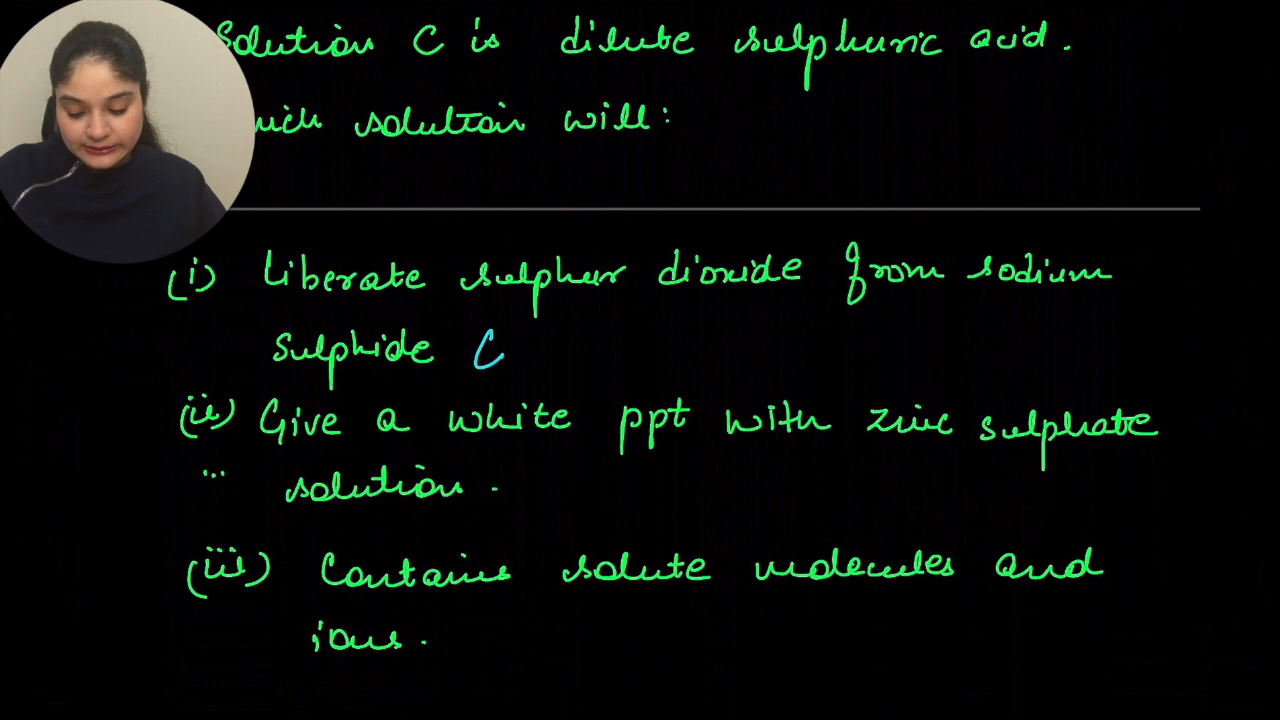 Solution C is dilute sulphuric acid.
solution will:
(i) Liberate sulphur dioxide from sodium
sulphide C
(ii) Give a white ppt with zinc sulphate
solution.
(iii) Contains solute molecules and
ions.